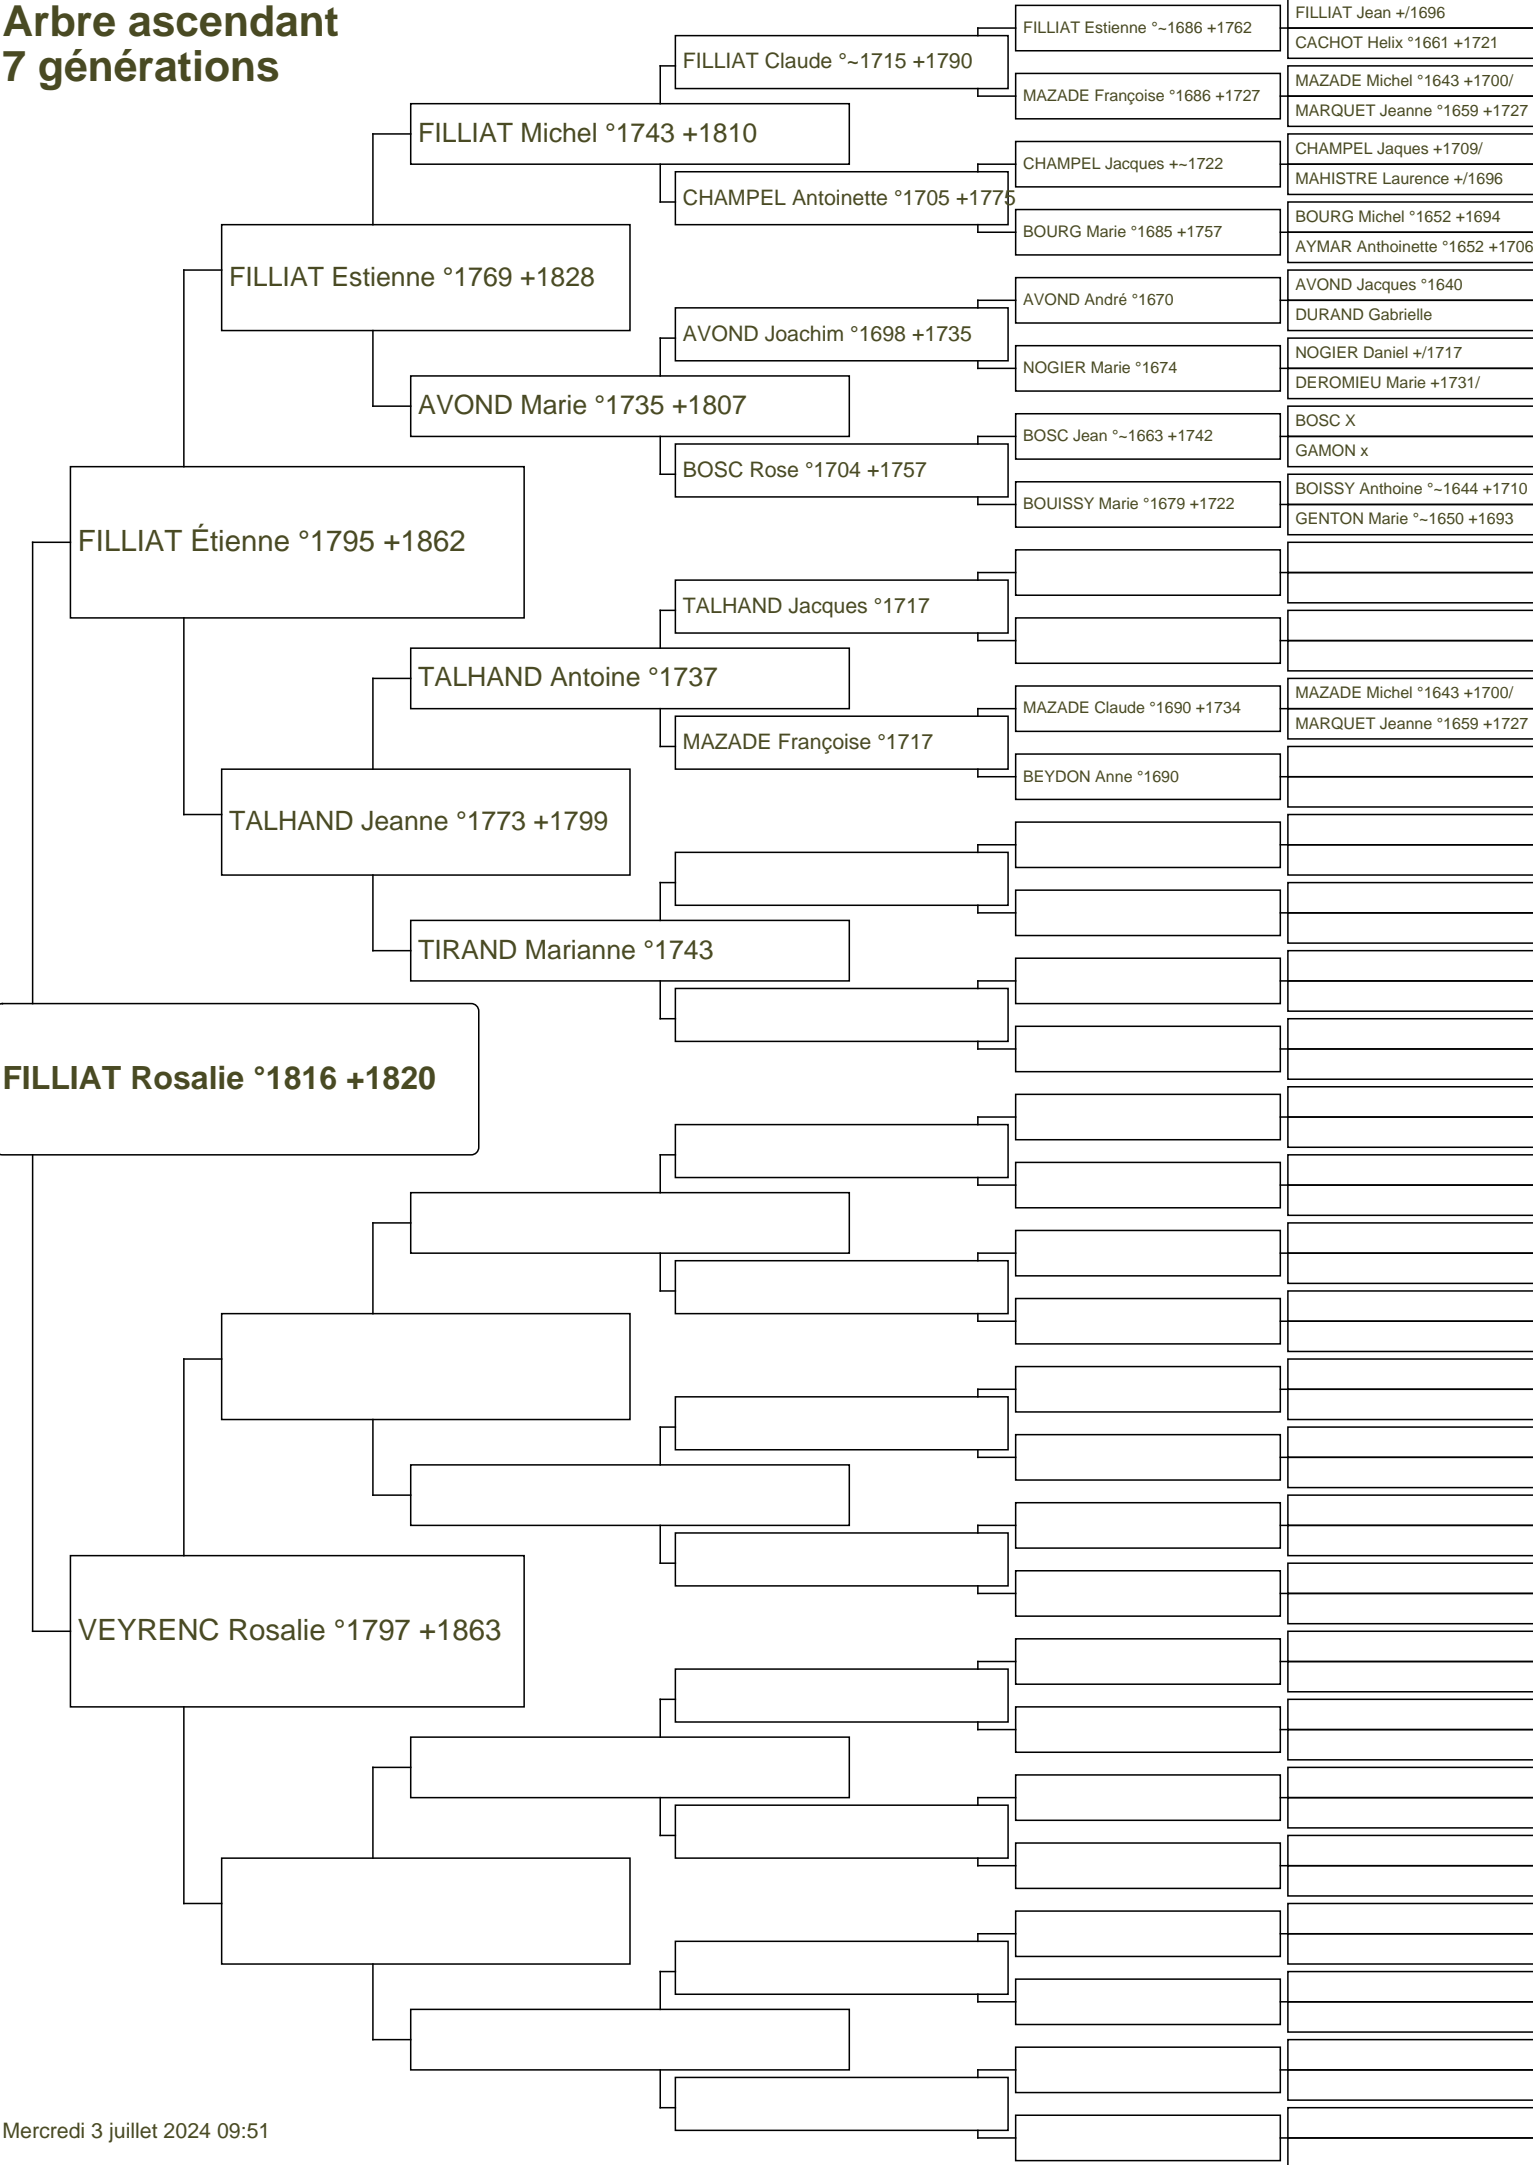 Arbre ascendant
7 générations
FILLIAT Rosalie °1816 +1820
FILLIAT Étienne °1795 +1862
VEYRENC Rosalie °1797 +1863
FILLIAT Estienne °1769 +1828
TALHAND Jeanne °1773 +1799
FILLIAT Michel °1743 +1810
AVOND Marie °1735 +1807
TALHAND Antoine °1737
TIRAND Marianne °1743
FILLIAT Claude °~1715 +1790
CHAMPEL Antoinette °1705 +1775
AVOND Joachim °1698 +1735
BOSC Rose °1704 +1757
TALHAND Jacques °1717
MAZADE Françoise °1717
FILLIAT Estienne °~1686 +1762
MAZADE Françoise °1686 +1727
CHAMPEL Jacques +~1722
BOURG Marie °1685 +1757
AVOND André °1670
NOGIER Marie °1674
BOSC Jean °~1663 +1742
BOUISSY Marie °1679 +1722
MAZADE Claude °1690 +1734
BEYDON Anne °1690
FILLIAT Jean +/1696
CACHOT Helix °1661 +1721
MAZADE Michel °1643 +1700/
MARQUET Jeanne °1659 +1727
CHAMPEL Jaques +1709/
MAHISTRE Laurence +/1696
BOURG Michel °1652 +1694
AYMAR Anthoinette °1652 +1706
AVOND Jacques °1640
DURAND Gabrielle
NOGIER Daniel +/1717
DEROMIEU Marie +1731/
BOSC X
GAMON x
BOISSY Anthoine °~1644 +1710
GENTON Marie °~1650 +1693
MAZADE Michel °1643 +1700/
MARQUET Jeanne °1659 +1727
Mercredi 3 juillet 2024 09:51